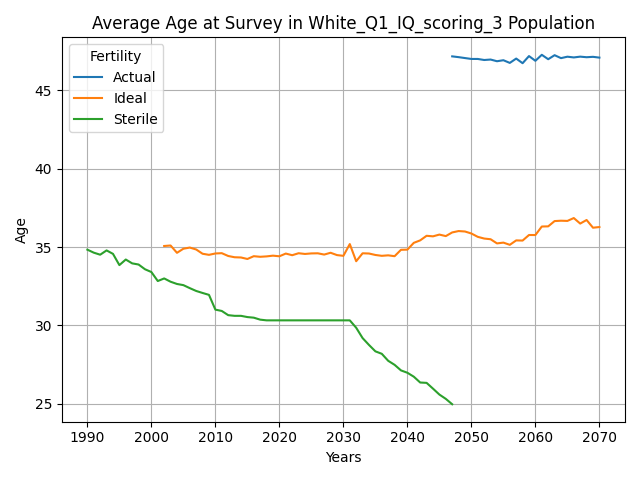 Average Age at Survey in White_Q1_IQ_scoring_3 Population
Fertility
Actual
Ideal
Sterile
45
40
35
30
25
Age
1990 2000 2010 2020 2030 2040 2050 2060 2070
Years